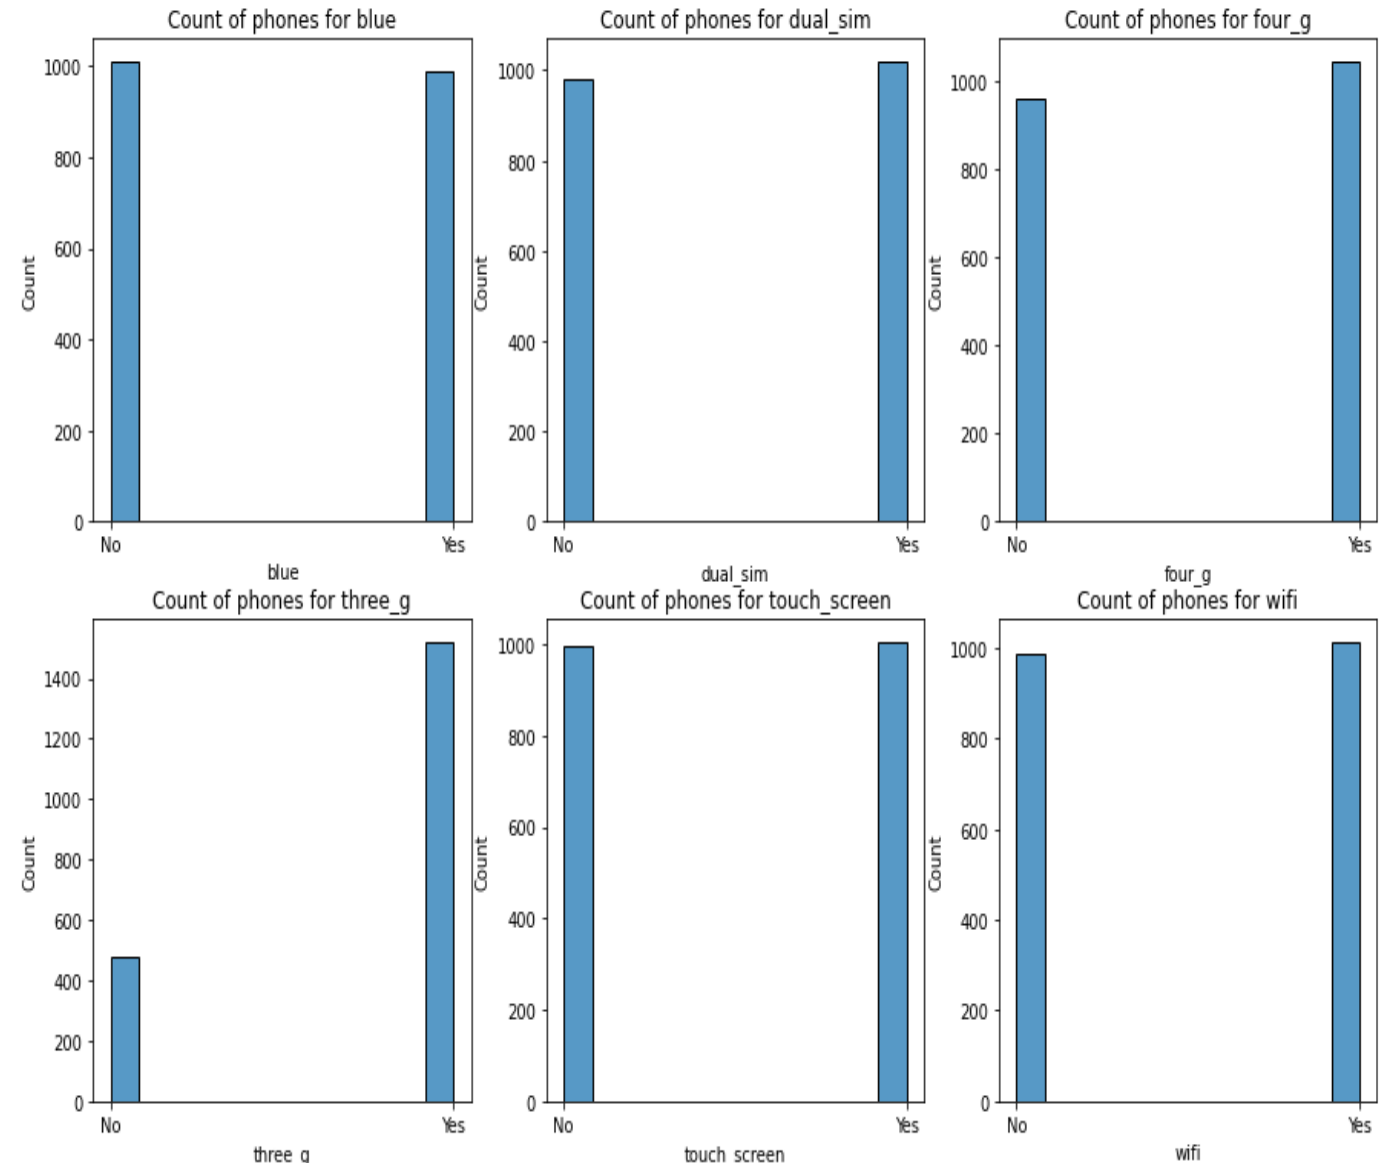 Count of phones for blue
Count
1000
800
600
400
200
0
No Yes
blue
Count of phones for dual_sim
Count
1000
800
600
400
200
0
No Yes
dual_sim
Count of phones for four_g
Count
1000
800
600
400
200
0
No Yes
four_g
Count of phones for three_g
Count
1400
1200
1000
800
600
400
200
0
No Yes
three_g
Count of phones for touch_screen
Count
1000
800
600
400
200
0
No Yes
touch_screen
Count of phones for wifi
Count
1000
800
600
400
200
0
No Yes
wifi